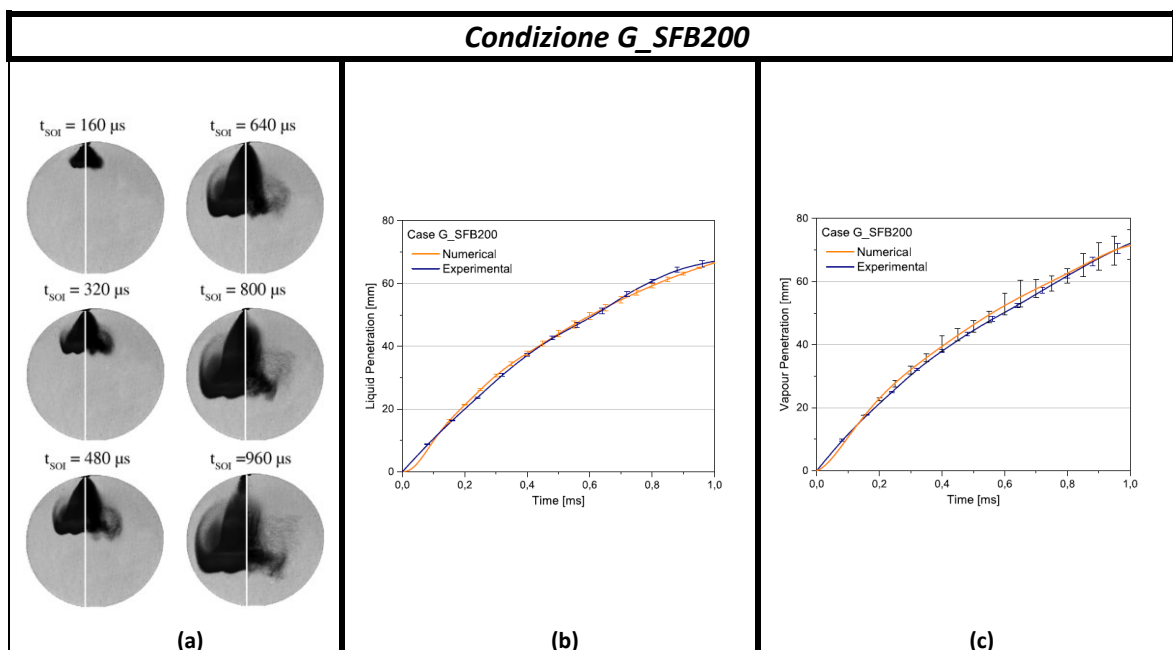 Condizione G_SFB200
t_SOI = 160 µs
t_SOI = 640 µs
t_SOI = 320 µs
t_SOI = 800 µs
t_SOI = 480 µs
t_SOI =960 µs
(a)
80
60
40
20
0
Liquid Penetration [mm]
Case G_SFB200
Numerical
Experimental
0,0 0,2 0,4 0,6 0,8 1,0
Time [ms]
(b)
80
60
40
20
0
Vapour Penetration [mm]
Case G_SFB200
Numerical
Experimental
0,0 0,2 0,4 0,6 0,8 1,0
Time [ms]
(c)